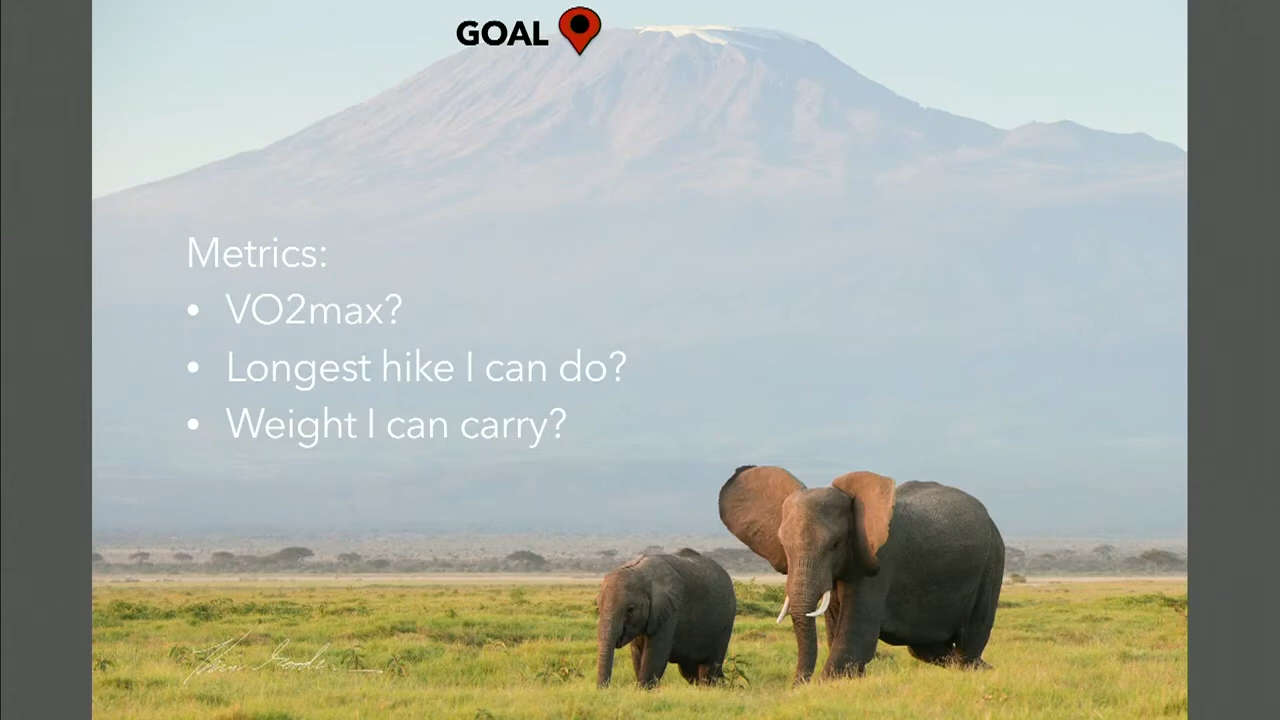 GOAL
Metrics:
• VO2max?
• Longest hike I can do?
• Weight I can carry?